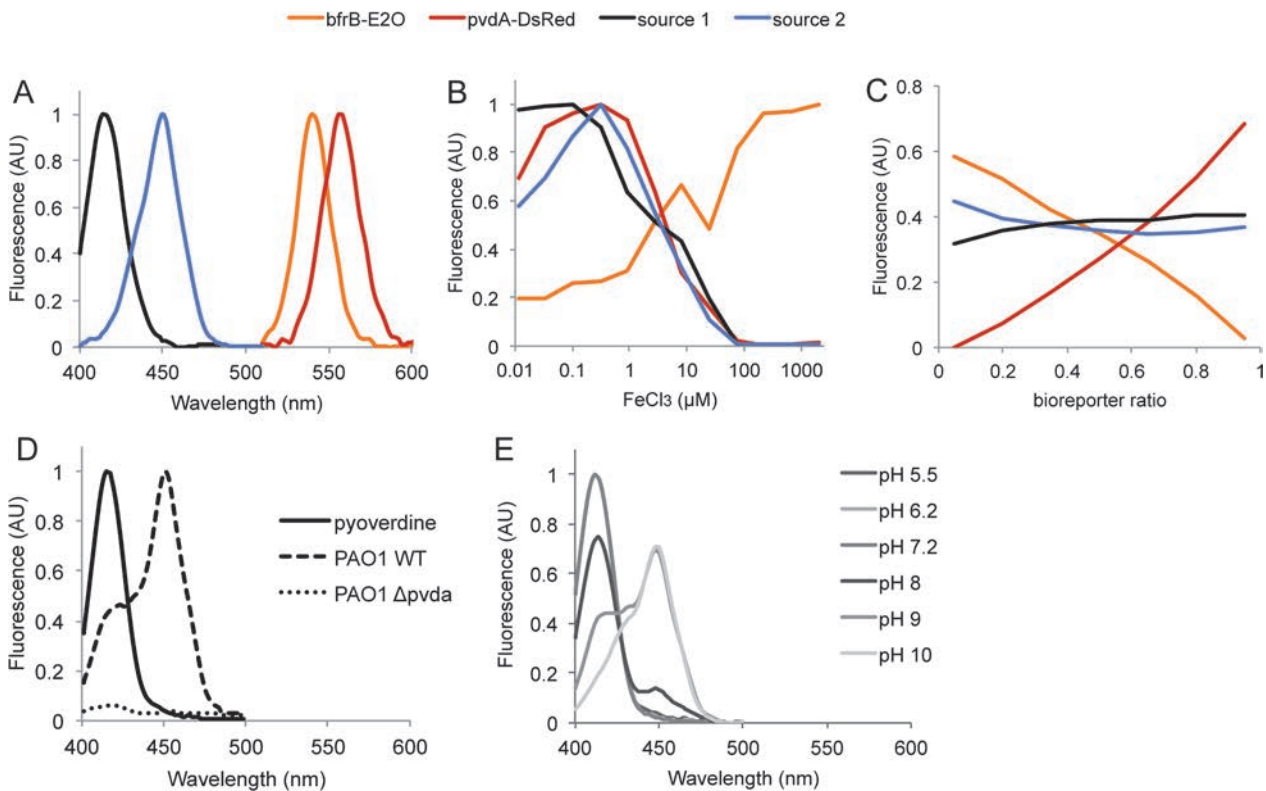 bfrB-E2O pvdA-DsRed source 1 source 2
A
Fluorescence (AU)
1
0.8
0.6
0.4
0.2
0
400 450 500 550 600
Wavelength (nm)
B
Fluorescence (AU)
1
0.8
0.6
0.4
0.2
0
0.01 0.1 1 10 100 1000
FeCl3 (µM)
C
Fluorescence (AU)
0.8
0.6
0.4
0.2
0
0 0.2 0.4 0.6 0.8 1
bioreporter ratio
D
Fluorescence (AU)
1
0.8
0.6
0.4
0.2
0
400 450 500 550 600
Wavelength (nm)
pyoverdine
PAO1 WT
PAO1 Δpvda
E
Fluorescence (AU)
1
0.8
0.6
0.4
0.2
0
400 450 500 550 600
Wavelength (nm)
pH 5.5
pH 6.2
pH 7.2
pH 8
pH 9
pH 10